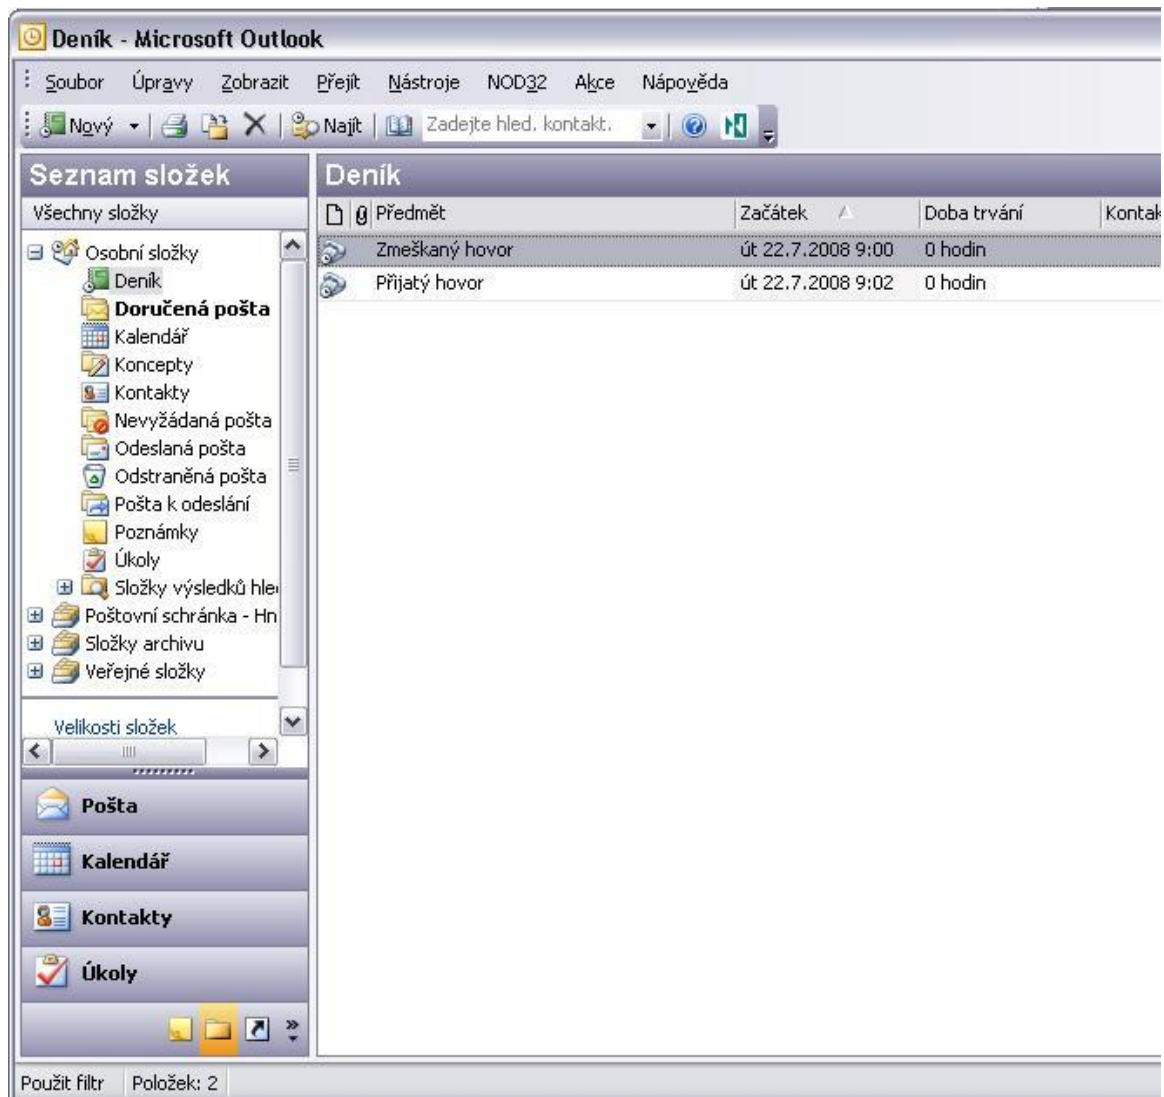 Deník - Microsoft Outlook
Soubor Úpravy Zobrazit Přejít Nástroje NOD32 Akce Nápověda
Nový Najít Zadejte hled. kontakt.
Seznam složek
Všechny složky
Osobní složky
Deník
Doručená pošta
Kalendář
Koncepty
Kontakty
Nevyžádaná pošta
Odeslaná pošta
Odstraněná pošta
Pošta k odeslání
Poznámky
Úkoly
Složky výsledků hle
Poštovní schránka - Hn
Složky archivu
Veřejné složky
Velikosti složek
Pošta
Kalendář
Kontakty
Úkoly
Deník
Předmět Začátek Doba trvání Kontak
Zmeškaný hovor út 22.7.2008 9:00 0 hodin
Přijatý hovor út 22.7.2008 9:02 0 hodin
Použit filtr Položek: 2